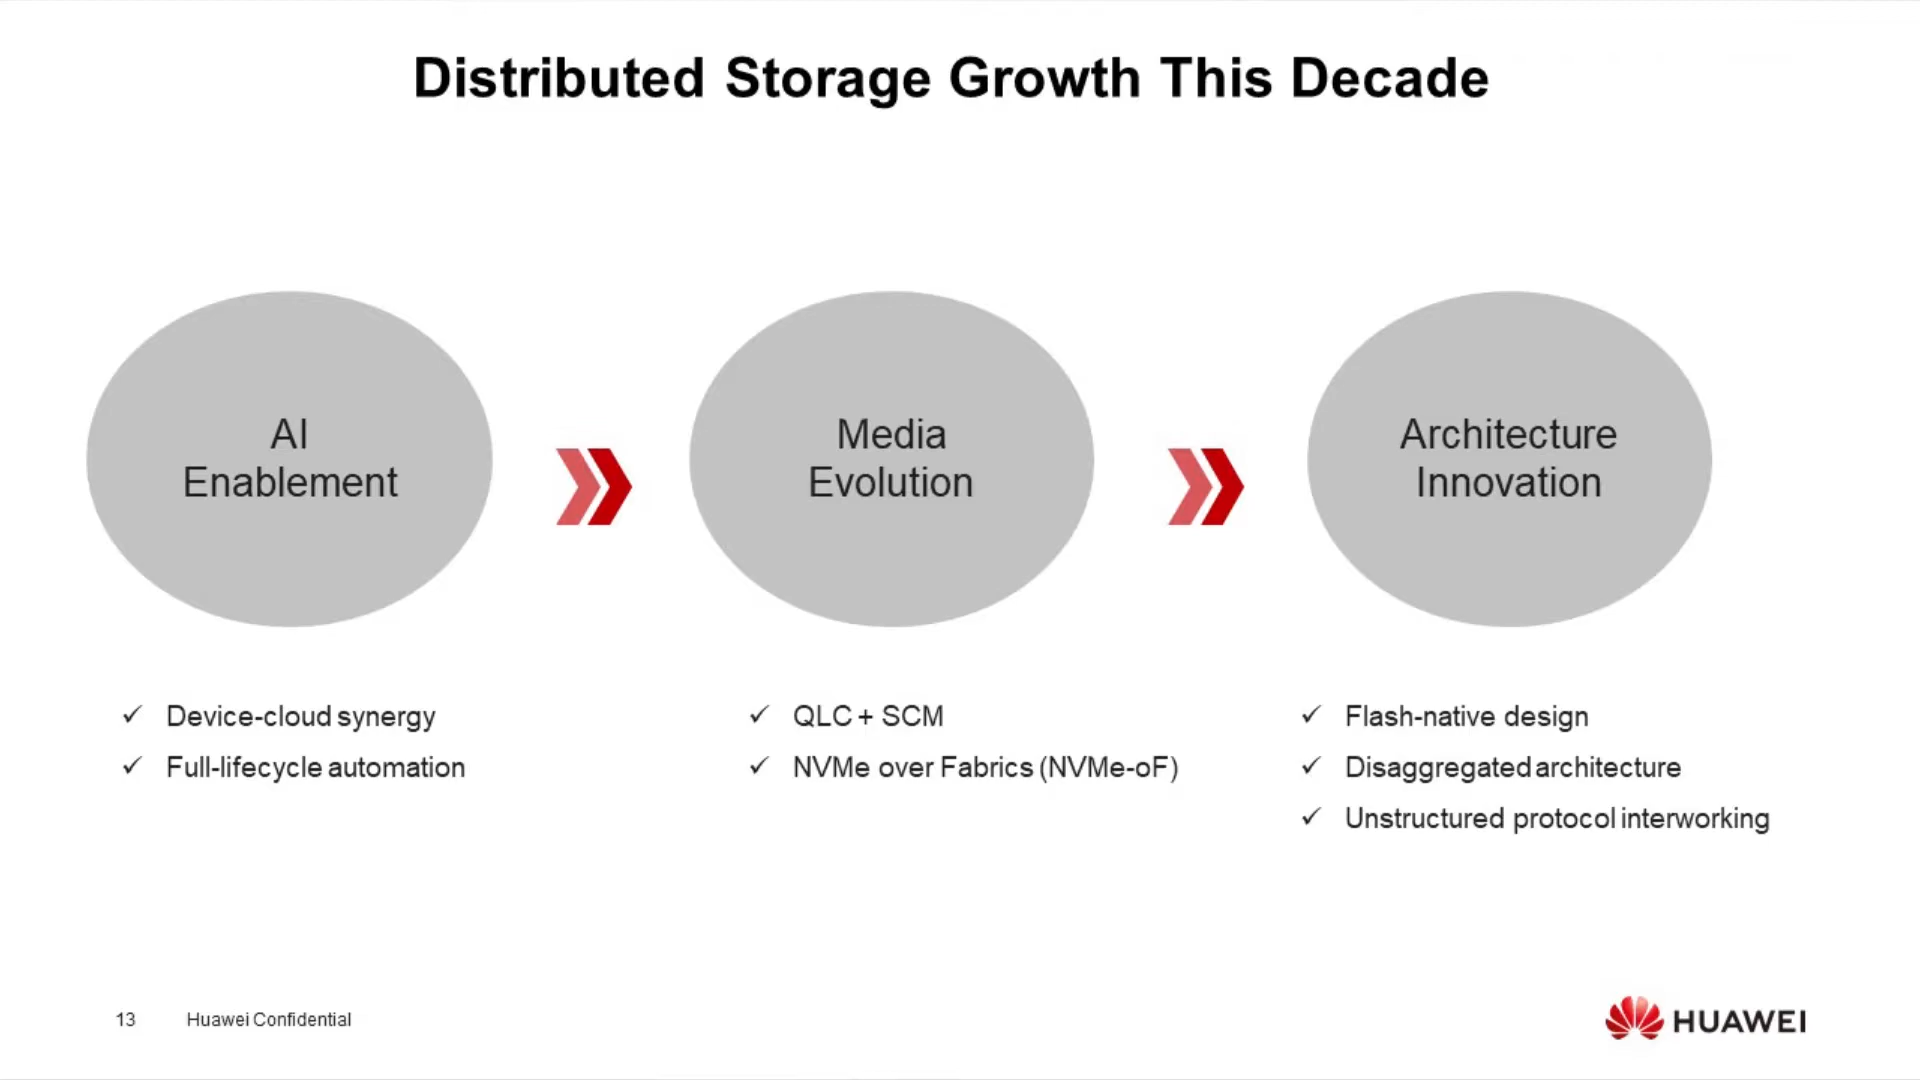 Distributed Storage Growth This Decade
AI
Enablement
Media
Evolution
Architecture
Innovation
✓ Device-cloud synergy
✓ Full-lifecycle automation
✓ QLC + SCM
✓ NVMe over Fabrics (NVMe-oF)
✓ Flash-native design
✓ Disaggregated architecture
✓ Unstructured protocol interworking
13 Huawei Confidential
HUAWEI